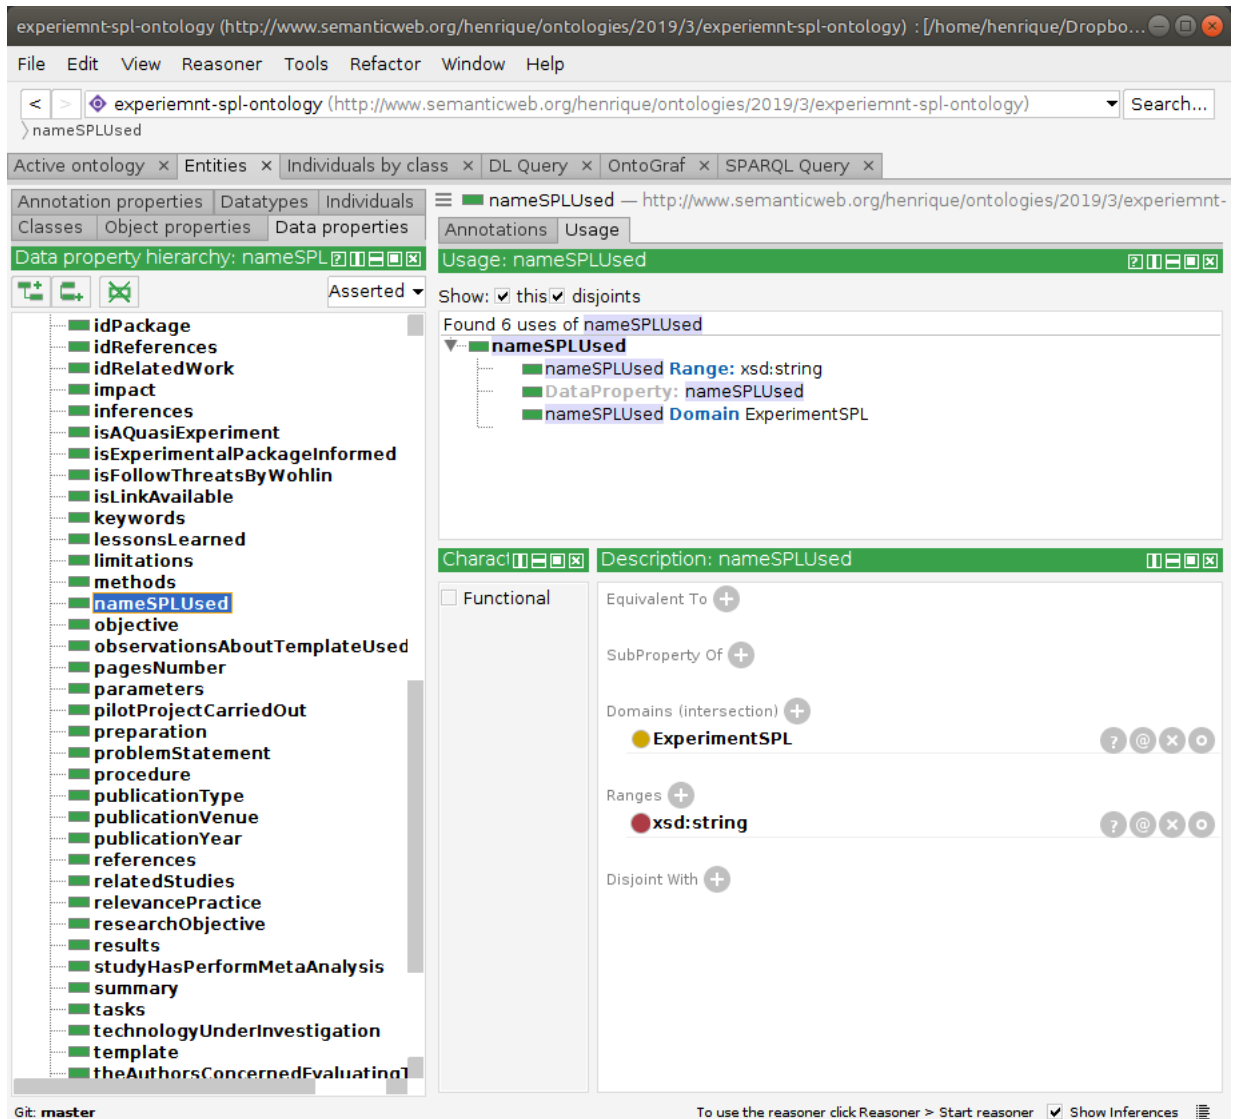 experiemnt-spl-ontology (http://www.semanticweb.org/henrique/ontologies/2019/3/experiemnt-spl-ontology) : [/home/henrique/Dropbo...
File Edit View Reasoner Tools Refactor Window Help
< > experiemnt-spl-ontology (http://www.semanticweb.org/henrique/ontologies/2019/3/experiemnt-spl-ontology) Search...
nameSPLUsed
Active ontology × Entities × Individuals by class × DL Query × OntoGraf × SPARQL Query ×
Annotation properties Datatypes Individuals
Classes Object properties Data properties
Data property hierarchy: nameSPL
Asserted
idPackage
idReferences
idRelatedWork
impact
inferences
isAQuasiExperiment
isExperimentalPackageInformed
isFollowThreatsByWohlin
isLinkAvailable
keywords
lessonsLearned
limitations
methods
nameSPLUsed
objective
observationsAboutTemplateUsed
pagesNumber
parameters
pilotProjectCarriedOut
preparation
problemStatement
procedure
publicationType
publicationVenue
publicationYear
references
relatedStudies
relevancePractice
researchObjective
results
studyHasPerformMetaAnalysis
summary
tasks
technologyUnderInvestigation
template
theAuthorsConcernedEvaluatingT
nameSPLUsed — http://www.semanticweb.org/henrique/ontologies/2019/3/experiemnt-
Annotations Usage
Usage: nameSPLUsed
Show: this disjoints
Found 6 uses of nameSPLUsed
nameSPLUsed
nameSPLUsed Range: xsd:string
DataProperty: nameSPLUsed
nameSPLUsed Domain ExperimentSPL
Charact
Functional
Description: nameSPLUsed
Equivalent To
SubProperty Of
Domains (intersection)
ExperimentSPL
Ranges
xsd:string
Disjoint With
Git: master
To use the reasoner click Reasoner > Start reasoner Show Inferences